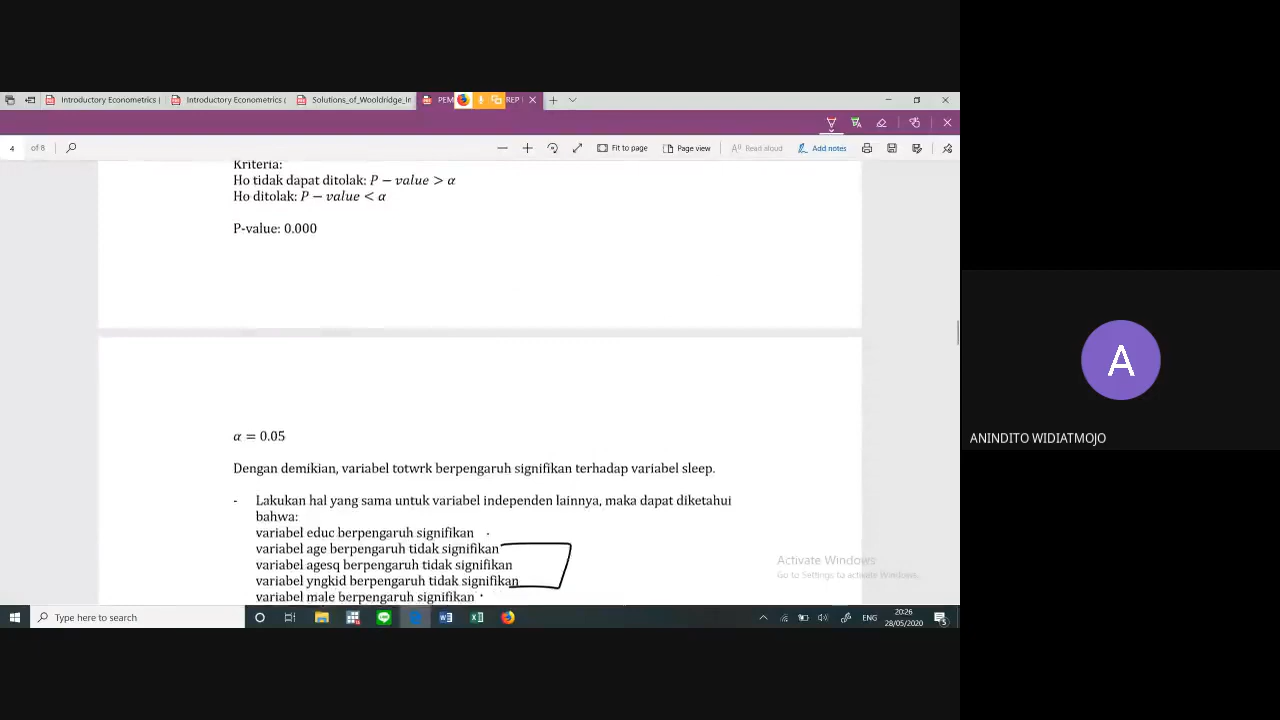 Introductory Econometrics (
Introductory Econometrics (
Solutions_of_Wooldridge_In
PEM
REP
4 of 8
Fit to page
Page view
Read aloud
Add notes
Kriteria:
Ho tidak dapat ditolak: P − value > α
Ho ditolak: P − value < α
P-value: 0.000
α = 0.05
Dengan demikian, variabel totwrk berpengaruh signifikan terhadap variabel sleep.
- Lakukan hal yang sama untuk variabel independen lainnya, maka dapat diketahui
bahwa:
variabel educ berpengaruh signifikan
variabel age berpengaruh tidak signifikan
variabel agesq berpengaruh tidak signifikan
variabel yngkid berpengaruh tidak signifikan
variabel male berpengaruh signifikan
Activate Windows
Go to Settings to activate Windows.
Type here to search
ENG
20:26
28/05/2020
5
A
ANINDITO WIDIATMOJO